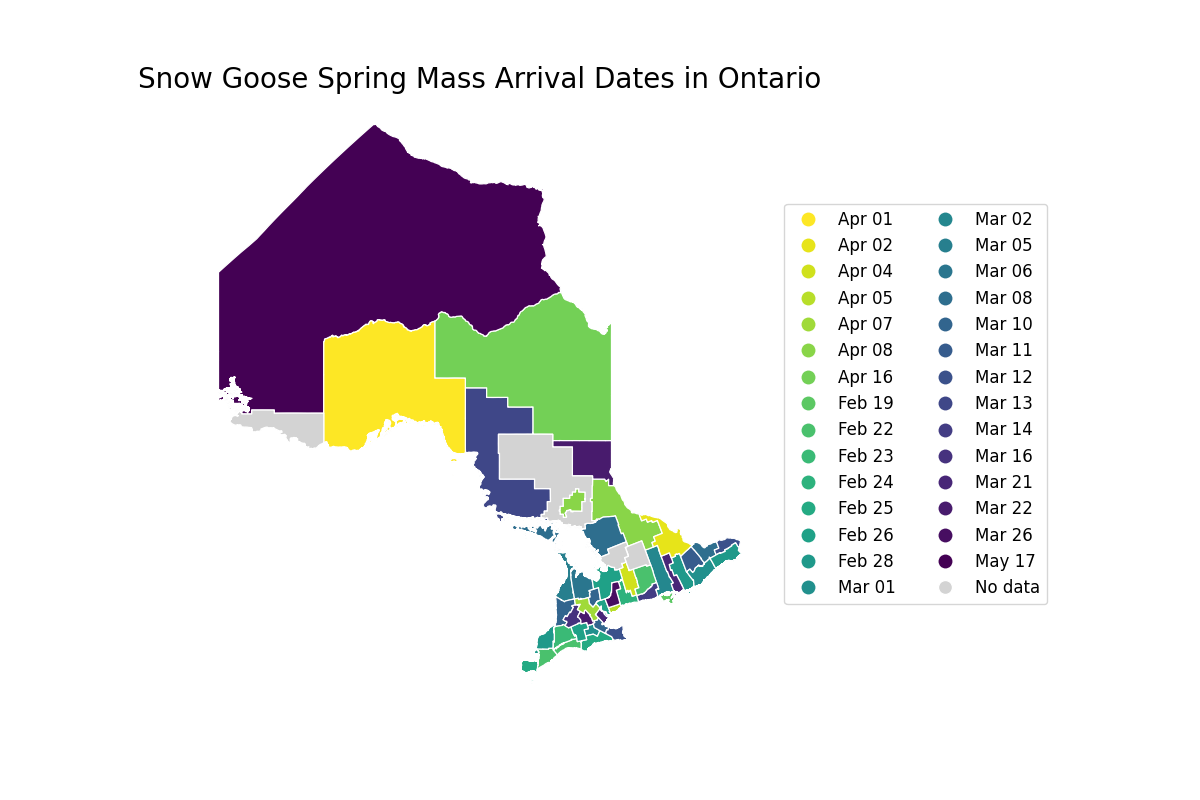 Snow Goose Spring Mass Arrival Dates in Ontario
Apr 01
Apr 02
Apr 04
Apr 05
Apr 07
Apr 08
Apr 16
Feb 19
Feb 22
Feb 23
Feb 24
Feb 25
Feb 26
Feb 28
Mar 01
Mar 02
Mar 05
Mar 06
Mar 08
Mar 10
Mar 11
Mar 12
Mar 13
Mar 14
Mar 16
Mar 21
Mar 22
Mar 26
May 17
No data